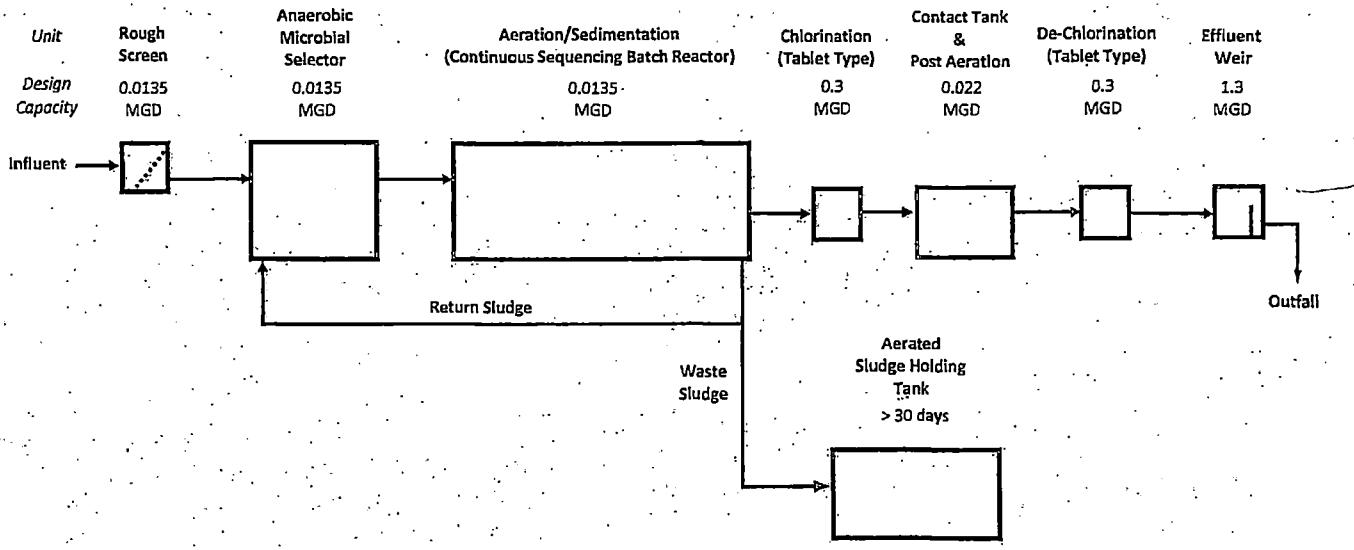 Unit
Rough
Screen
Anaerobic
Microbial
Selector
Aeration/Sedimentation
(Continuous Sequencing Batch Reactor)
Chlorination
(Tablet Type)
Contact Tank
&
Post Aeration
De-Chlorination
(Tablet Type)
Effluent
Weir
Design
Capacity
0.0135
MGD
0.0135
MGD
0.0135
MGD
0.3
MGD
0.022
MGD
0.3
MGD
1.3
MGD
Influent
Outfall
Return Sludge
Waste
Sludge
Aerated
Sludge Holding
Tank
> 30 days